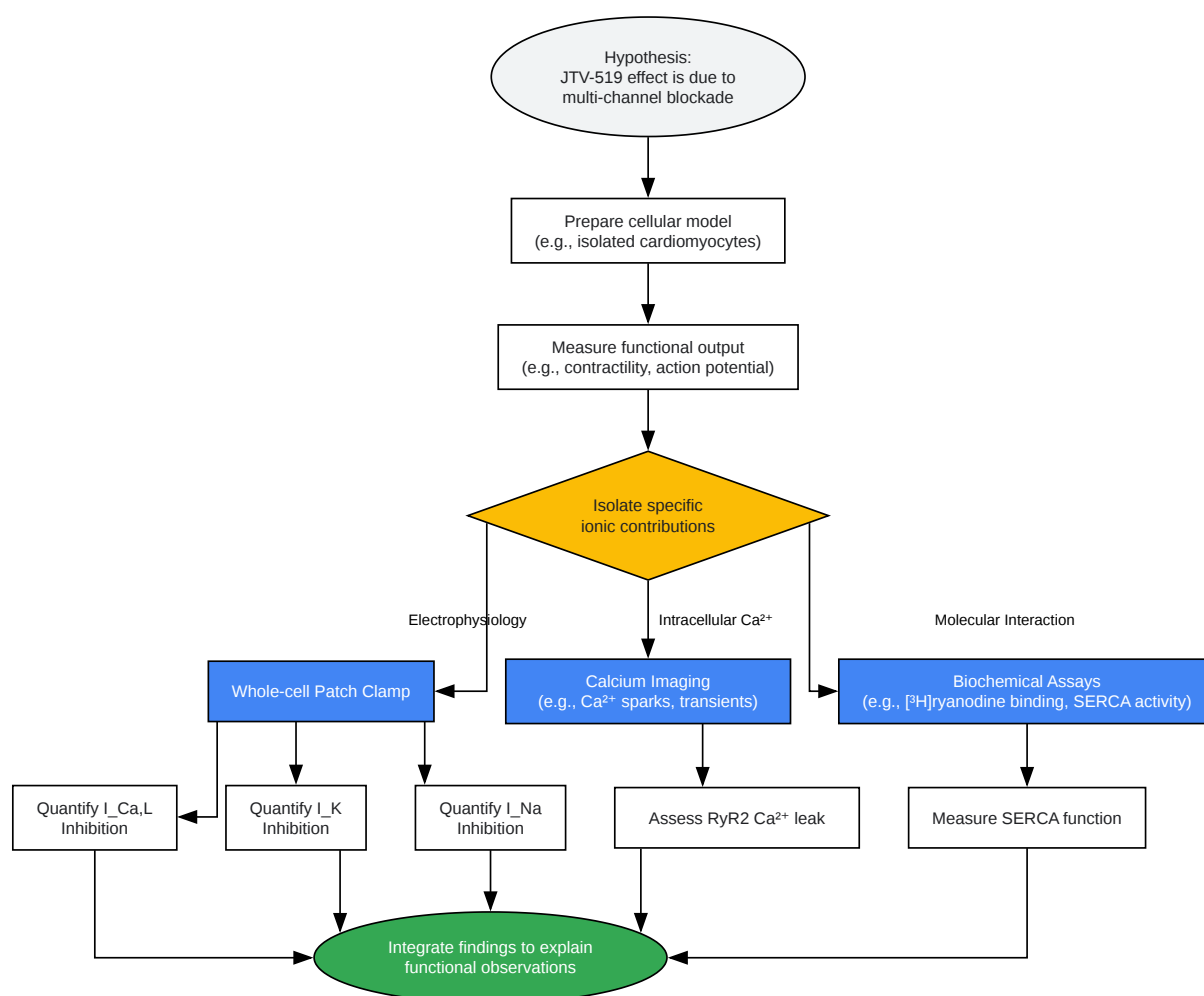 Hypothesis:
JTV-519 effect is due to
multi-channel blockade
Prepare cellular model
(e.g., isolated cardiomyocytes)
Measure functional output
(e.g., contractility, action potential)
Isolate specific
ionic contributions
Electrophysiology
Intracellular Ca²⁺
Molecular Interaction
Whole-cell Patch Clamp
Calcium Imaging
(e.g., Ca²⁺ sparks, transients)
Biochemical Assays
(e.g., [³H]ryanodine binding, SERCA activity)
Quantify I_Ca,L
Inhibition
Quantify I_K
Inhibition
Quantify I_Na
Inhibition
Assess RyR2 Ca²⁺ leak
Measure SERCA function
Integrate findings to explain
functional observations